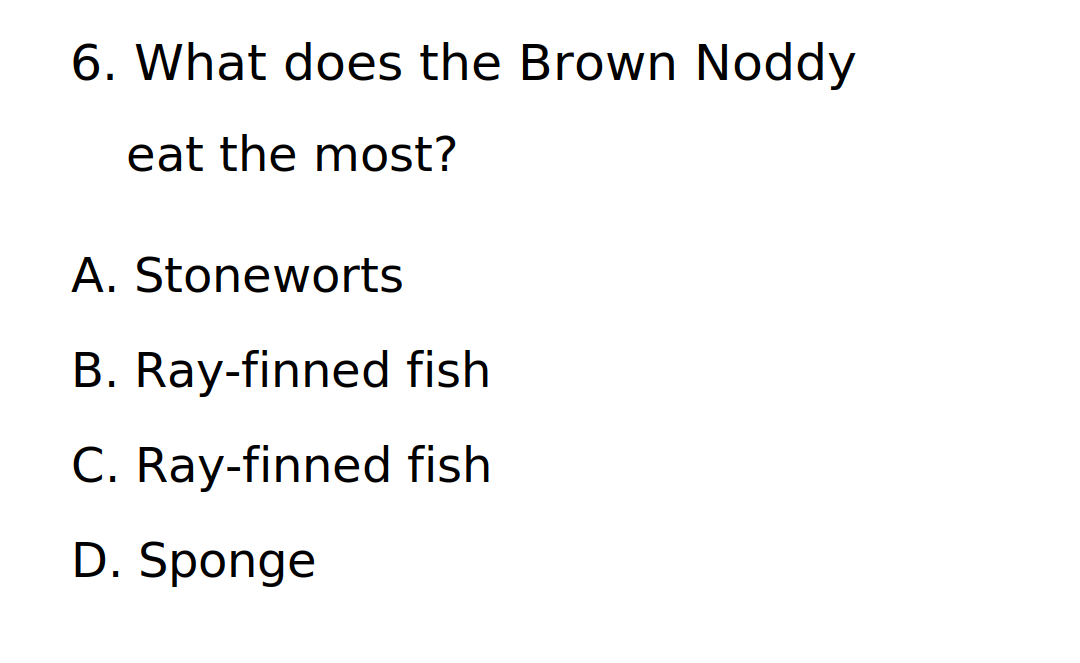 6. What does the Brown Noddy
eat the most?
A. Stoneworts
B. Ray-finned fish
C. Ray-finned fish
D. Sponge